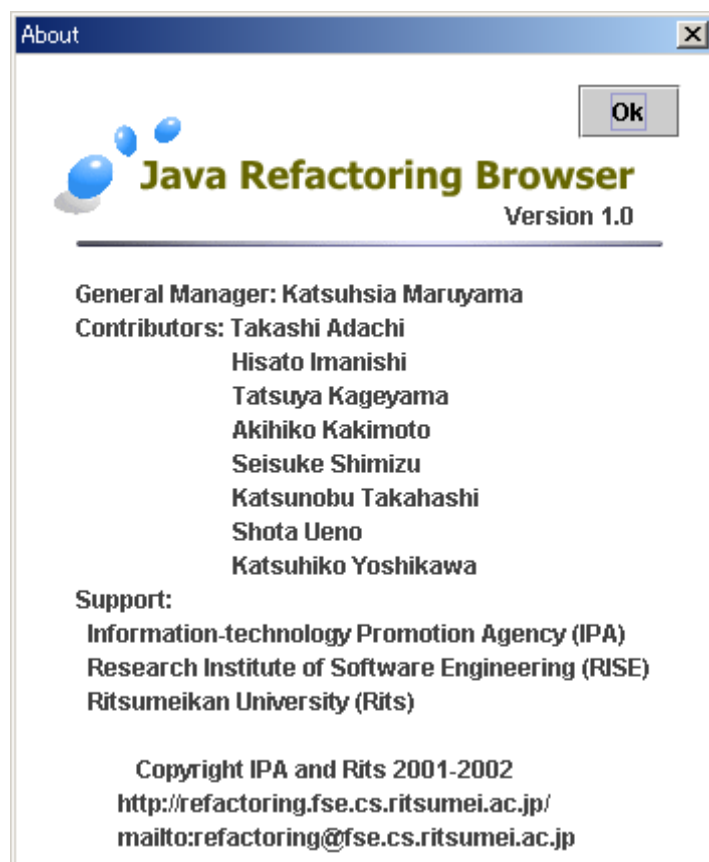 About
Ok
Java Refactoring Browser
Version 1.0
General Manager: Katsuhsia Maruyama
Contributors: Takashi Adachi
Hisato Imanishi
Tatsuya Kageyama
Akihiko Kakimoto
Seisuke Shimizu
Katsunobu Takahashi
Shota Ueno
Katsuhiko Yoshikawa
Support:
Information-technology Promotion Agency (IPA)
Research Institute of Software Engineering (RISE)
Ritsumeikan University (Rits)
Copyright IPA and Rits 2001-2002
http://refactoring.fse.cs.ritsumei.ac.jp/
mailto:refactoring@fse.cs.ritsumei.ac.jp